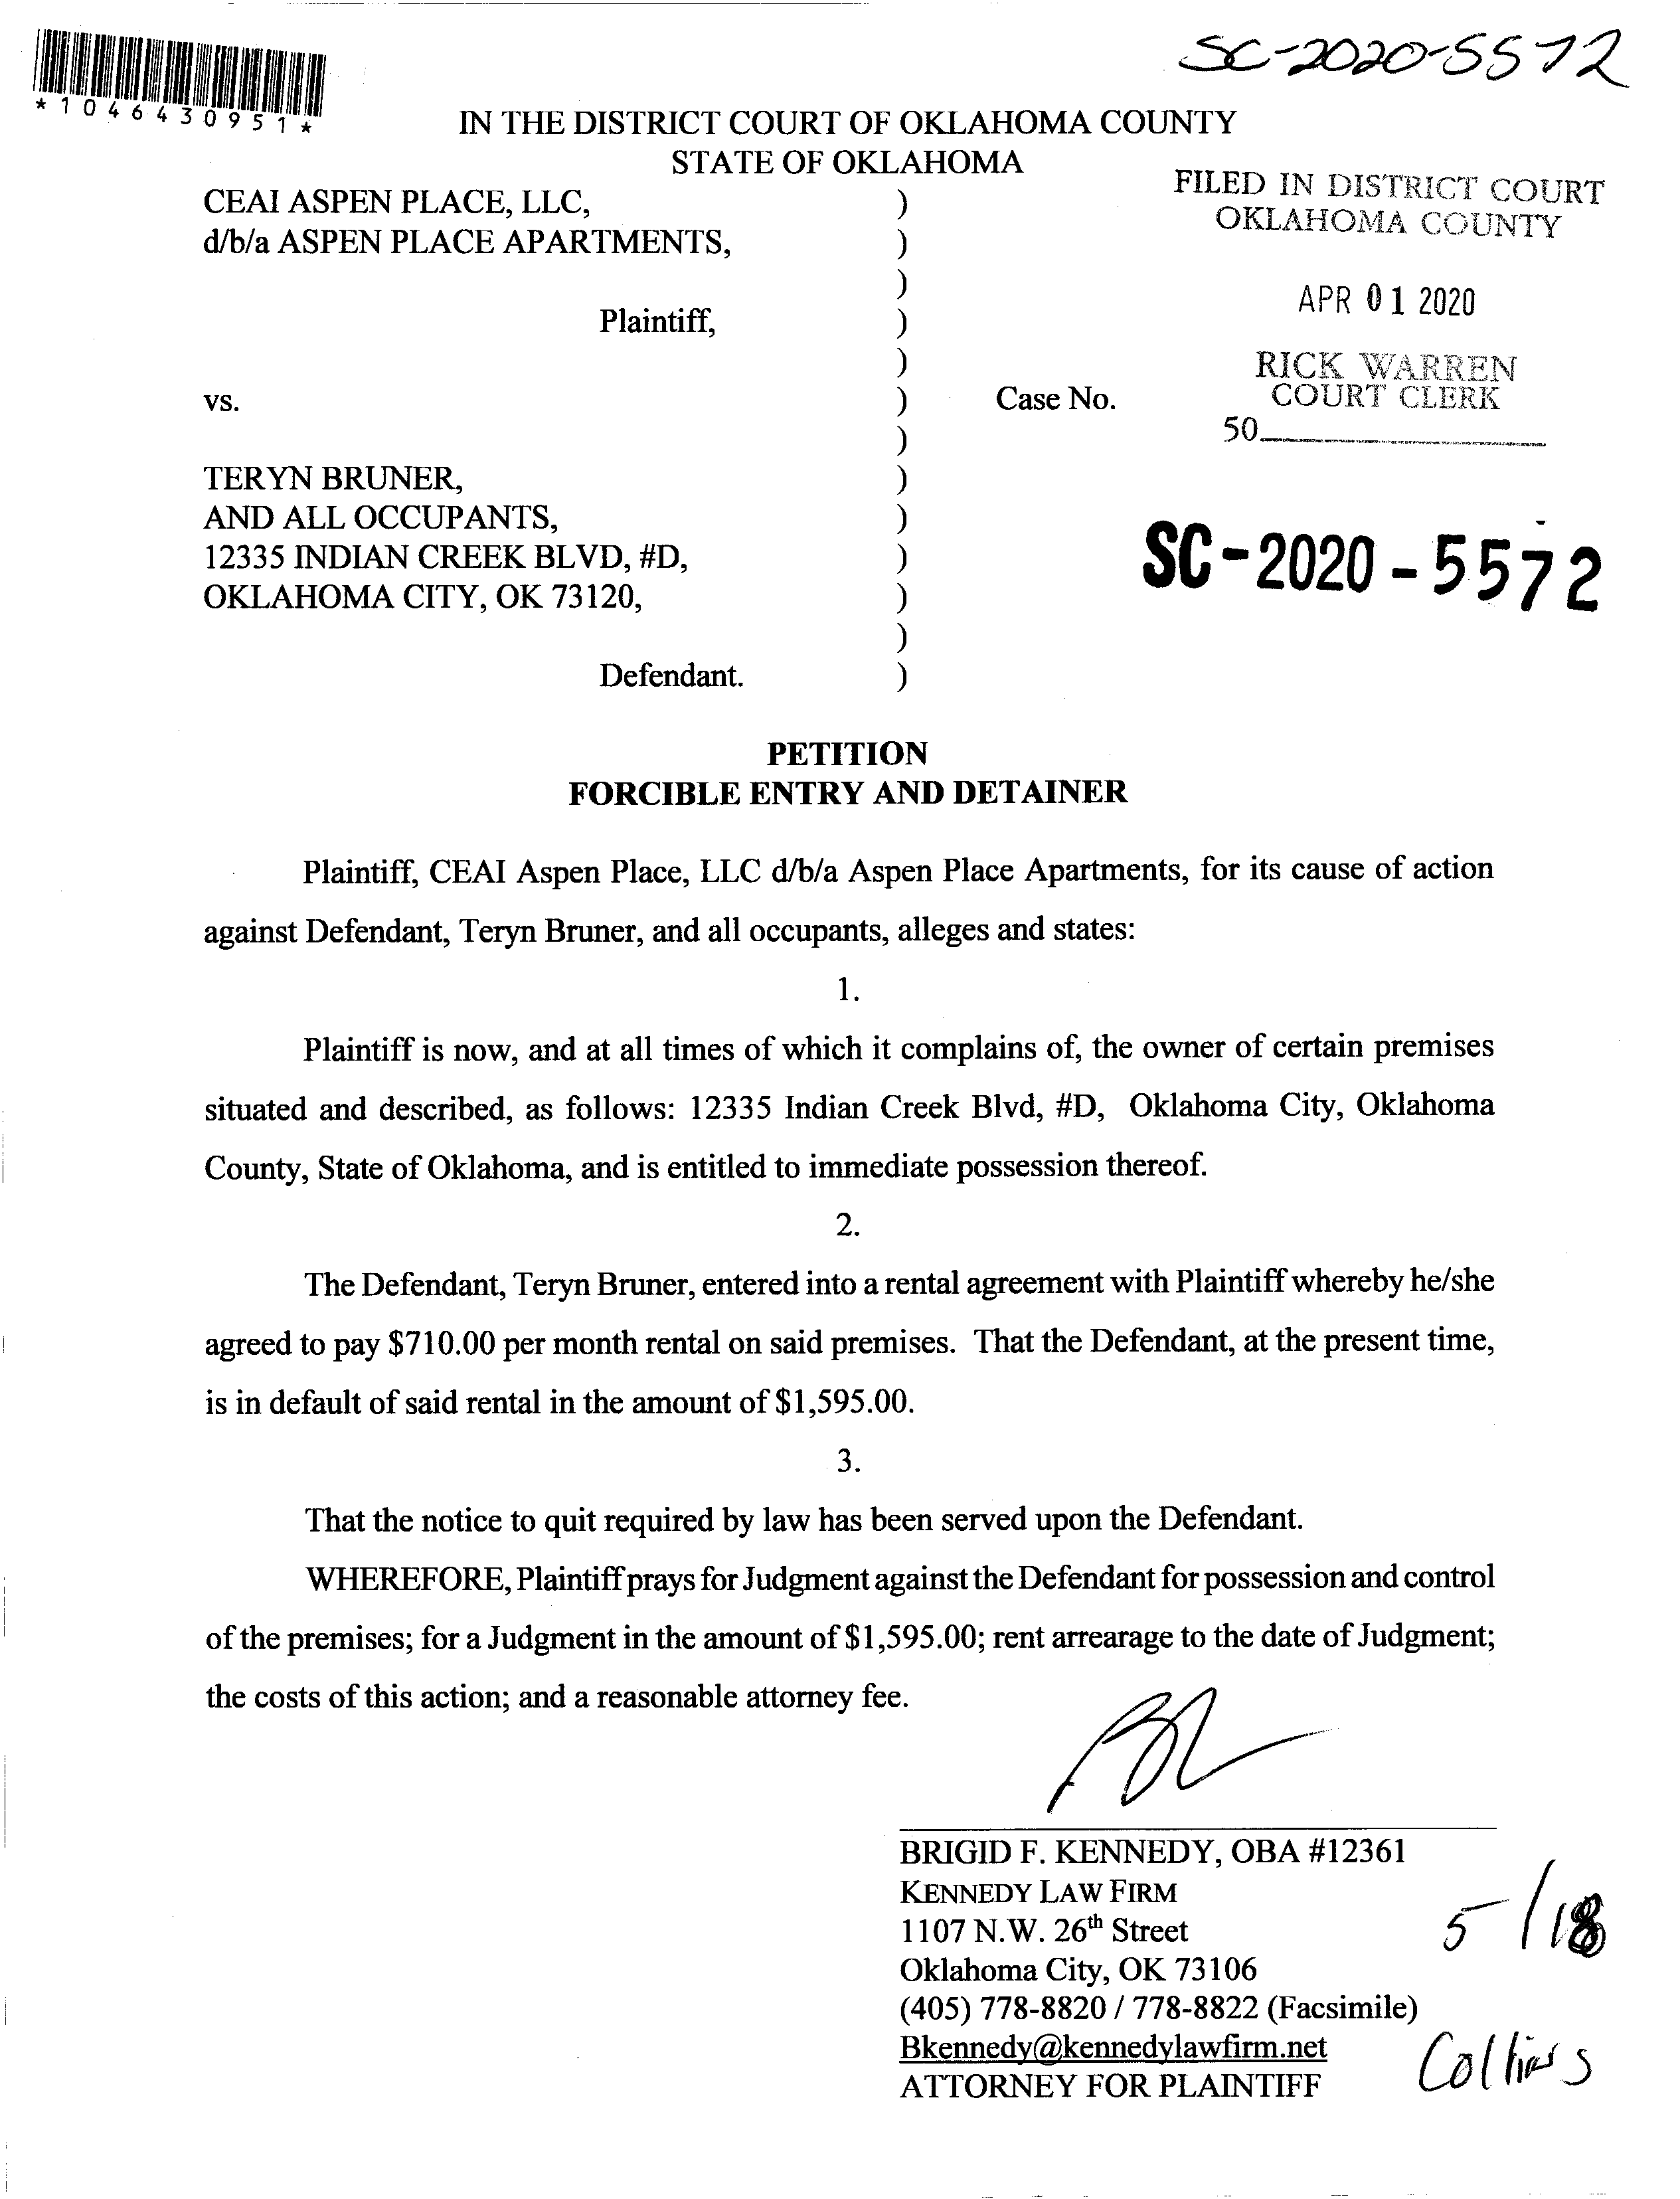 SC-2020-5572
*1046430951*
IN THE DISTRICT COURT OF OKLAHOMA COUNTY
STATE OF OKLAHOMA
FILED IN DISTRICT COURT
OKLAHOMA COUNTY
CEAI ASPEN PLACE, LLC, )
d/b/a ASPEN PLACE APARTMENTS, )
)
APR 01 2020
Plaintiff, )
)
RICK WARREN
COURT CLERK
vs. ) Case No.
50
)
TERYN BRUNER, )
AND ALL OCCUPANTS, )
12335 INDIAN CREEK BLVD, #D, )
OKLAHOMA CITY, OK 73120, )
SC-2020-5572
)
Defendant. )
PETITION
FORCIBLE ENTRY AND DETAINER
Plaintiff, CEAI Aspen Place, LLC d/b/a Aspen Place Apartments, for its cause of action
against Defendant, Teryn Bruner, and all occupants, alleges and states:
1.
Plaintiff is now, and at all times of which it complains of, the owner of certain premises
situated and described, as follows: 12335 Indian Creek Blvd, #D, Oklahoma City, Oklahoma
County, State of Oklahoma, and is entitled to immediate possession thereof.
2.
The Defendant, Teryn Bruner, entered into a rental agreement with Plaintiff whereby he/she
agreed to pay $710.00 per month rental on said premises. That the Defendant, at the present time,
is in default of said rental in the amount of $1,595.00.
3.
That the notice to quit required by law has been served upon the Defendant.
WHEREFORE, Plaintiff prays for Judgment against the Defendant for possession and control
of the premises; for a Judgment in the amount of $1,595.00; rent arrearage to the date of Judgment;
the costs of this action; and a reasonable attorney fee.
BRIGID F. KENNEDY, OBA #12361
KENNEDY LAW FIRM
1107 N.W. 26th Street
5/18
Oklahoma City, OK 73106
(405) 778-8820 / 778-8822 (Facsimile)
Bkennedy@kennedylawfirm.net
Collins
ATTORNEY FOR PLAINTIFF